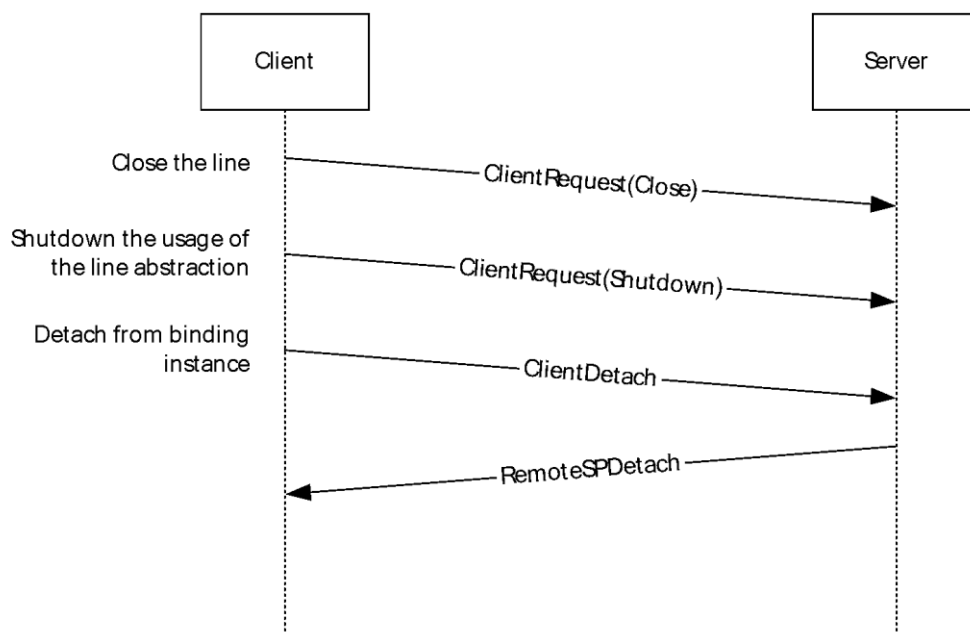 Client
Server
Close the line
ClientRequest(Close)
Shutdown the usage of
the line abstraction
ClientRequest(Shutdown)
Detach from binding
instance
ClientDetach
RemoteSPDetach